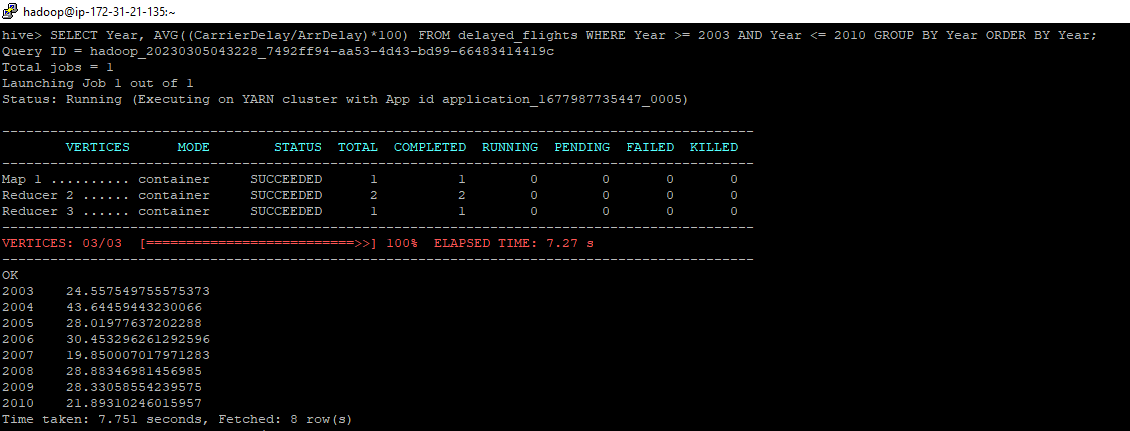 hadoop@ip-172-31-21-135:~
hive> SELECT Year, AVG((CarrierDelay/ArrDelay)*100) FROM delayed_flights WHERE Year >= 2003 AND Year <= 2010 GROUP BY Year ORDER BY Year;
Query ID = hadoop_20230305043228_7492ff94-aa53-4d43-bd99-66483414419c
Total jobs = 1
Launching Job 1 out of 1
Status: Running (Executing on YARN cluster with App id application_1677987735447_0005)
----------------------------------------------------------------------------------------------
VERTICES MODE STATUS TOTAL COMPLETED RUNNING PENDING FAILED KILLED
----------------------------------------------------------------------------------------------
Map 1 .......... container SUCCEEDED 1 1 0 0 0 0
Reducer 2 ...... container SUCCEEDED 2 2 0 0 0 0
Reducer 3 ...... container SUCCEEDED 1 1 0 0 0 0
----------------------------------------------------------------------------------------------
VERTICES: 03/03 [==========================>>] 100% ELAPSED TIME: 7.27 s
----------------------------------------------------------------------------------------------
OK
2003 24.557549755575373
2004 43.64459443230066
2005 28.01977637202288
2006 30.453296261292596
2007 19.850007017971283
2008 28.88346981456985
2009 28.33058554239575
2010 21.89310246015957
Time taken: 7.751 seconds, Fetched: 8 row(s)